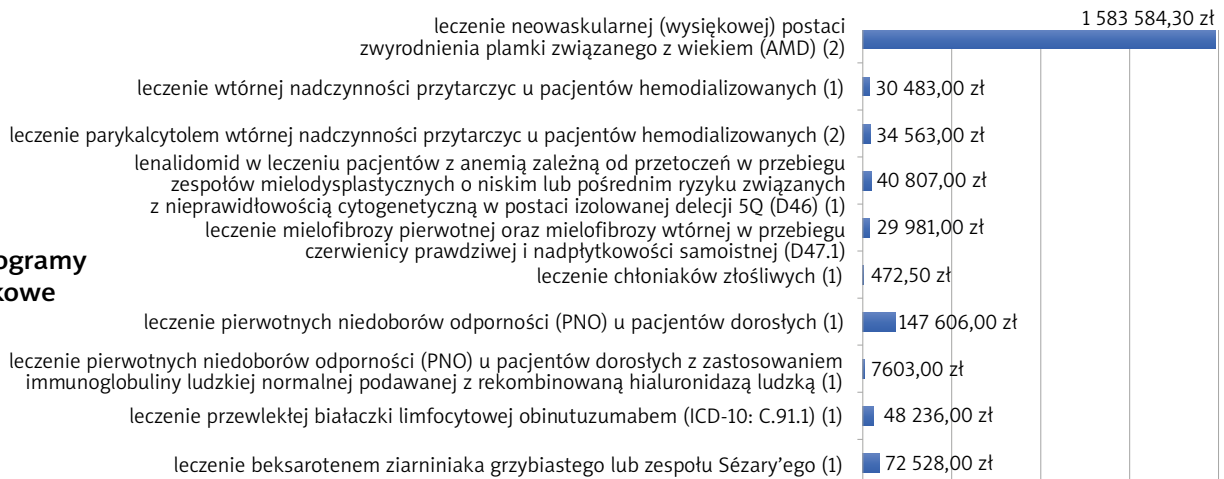 1 583 584,30 zł
leczenie neowaskularnej (wysiękowej) postaci
zwyrodnienia plamki związanego z wiekiem (AMD) (2)
leczenie wtórnej nadczynności przytarczyc u pacjentów hemodializowanych (1)
30 483,00 zł
leczenie parykalcytolem wtórnej nadczynności przytarczyc u pacjentów hemodializowanych (2)
34 563,00 zł
lenalidomid w leczeniu pacjentów z anemią zależną od przetoczeń w przebiegu
zespołów mielodysplastycznych o niskim lub pośrednim ryzyku związanych
z nieprawidłowością cytogenetyczną w postaci izolowanej delecji 5Q (D46) (1)
40 807,00 zł
leczenie mielofibrozy pierwotnej oraz mielofibrozy wtórnej w przebiegu
czerwienicy prawdziwej i nadpłytkowości samoistnej (D47.1)
29 981,00 zł
ogramy
kowe
leczenie chłoniaków złośliwych (1)
472,50 zł
leczenie pierwotnych niedoborów odporności (PNO) u pacjentów dorosłych (1)
147 606,00 zł
leczenie pierwotnych niedoborów odporności (PNO) u pacjentów dorosłych z zastosowaniem
immunoglobuliny ludzkiej normalnej podawanej z rekombinowaną hialuronidazą ludzką (1)
7603,00 zł
leczenie przewlekłej białaczki limfocytowej obinutuzumabem (ICD-10: C.91.1) (1)
48 236,00 zł
leczenie beksarotenem ziarniniaka grzybiastego lub zespołu Sézary’ego (1)
72 528,00 zł